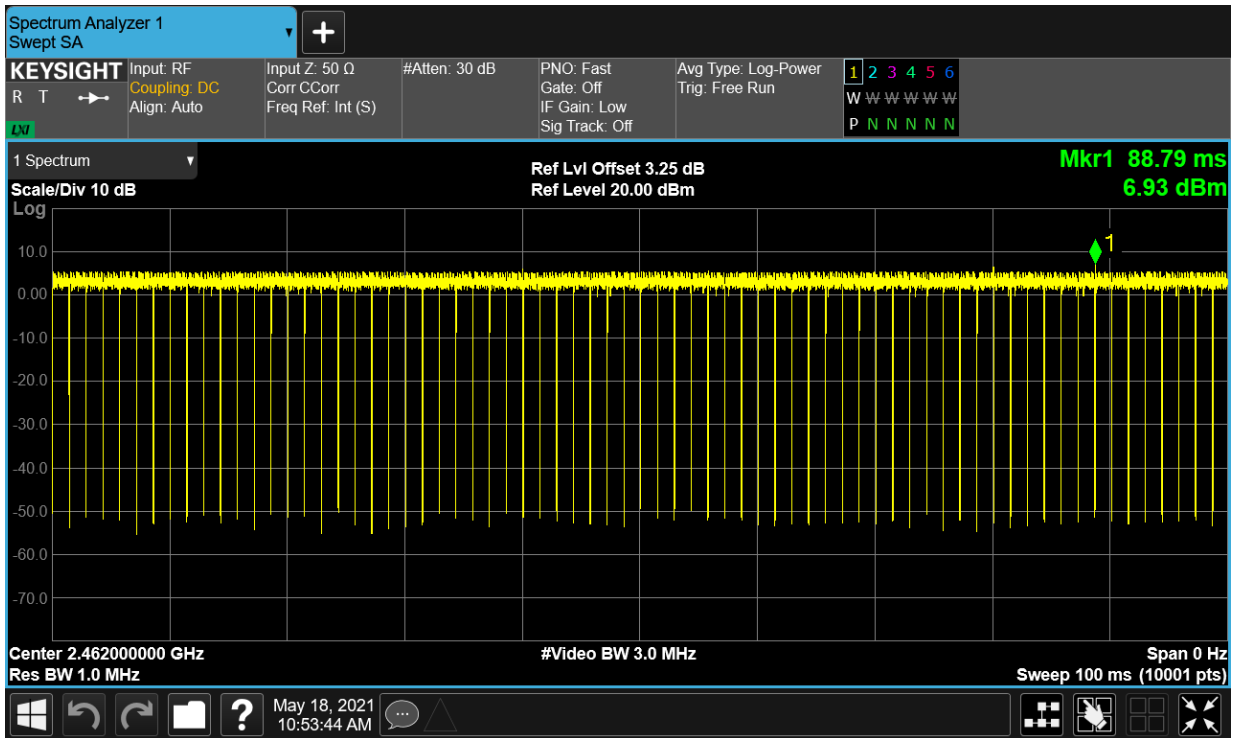 Spectrum Analyzer 1
Swept SA
KEYSIGHT
R T
LXI
Input: RF
Coupling: DC
Align: Auto
Input Z: 50 Ω
Corr CCorr
Freq Ref: Int (S)
#Atten: 30 dB
PNO: Fast
Gate: Off
IF Gain: Low
Sig Track: Off
Avg Type: Log-Power
Trig: Free Run
1 2 3 4 5 6
W W W W W W
P N N N N N
1 Spectrum
Scale/Div 10 dB
Log
Ref Lvl Offset 3.25 dB
Ref Level 20.00 dBm
Mkr1 88.79 ms
6.93 dBm
1
10.0
0.00
-10.0
-20.0
-30.0
-40.0
-50.0
-60.0
-70.0
Center 2.462000000 GHz
Res BW 1.0 MHz
#Video BW 3.0 MHz
Span 0 Hz
Sweep 100 ms (10001 pts)
?
May 18, 2021
10:53:44 AM